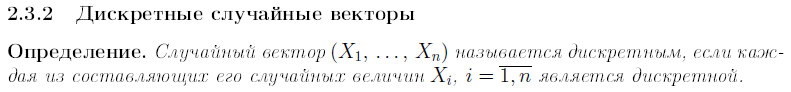 2.3.2 Дискретные случайные векторы
Определение. Случайный вектор (X₁, …, Xₙ) называется дискретным, если каж-
дая из составляющих его случайных величин Xᵢ, i = 1, n является дискретной.